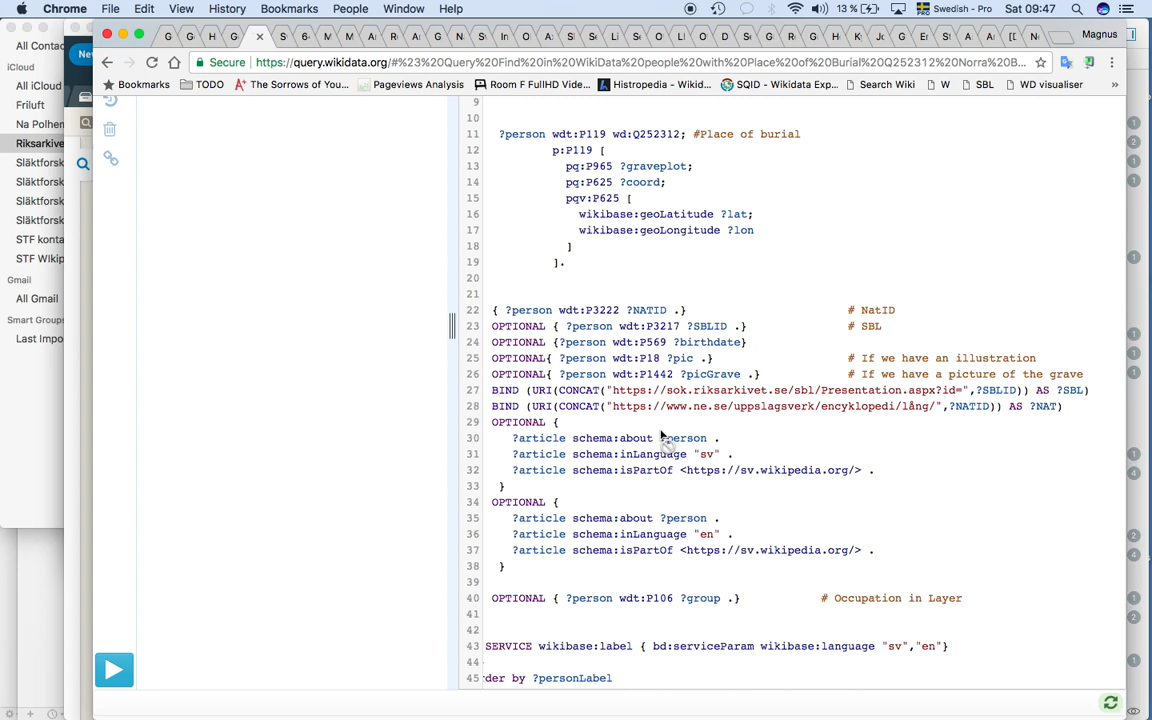 Chrome File Edit View History Bookmarks People Window Help 13 % Swedish - Pro Sat 09:47
Magnus
Secure https://query.wikidata.org/#%23%20Query%20Find%20in%20WikiData%20people%20with%20Place%20of%20Burial%20Q252312%20Norra%20B...
Bookmarks TODO The Sorrows of You... Pageviews Analysis Room F FullHD Vide... Histropedia - Wikid... SQID - Wikidata Exp... Search Wiki W SBL WD visualiser »
All Contac
iCloud
All iCloud
Friluft
Na Polhem
Riksarkive
Släktforsk
Släktforsk
Släktforsk
Släktforsk
STF konta
STF Wikip
Gmail
All Gmail
Smart Groups
Last Impo
9
10
11 ?person wdt:P119 wd:Q252312; #Place of burial
12 p:P119 [
13 pq:P965 ?graveplot;
14 pq:P625 ?coord;
15 pqv:P625 [
16 wikibase:geoLatitude ?lat;
17 wikibase:geoLongitude ?lon
18 ]
19 ].
20
21
22 { ?person wdt:P3222 ?NATID .} # NatID
23 OPTIONAL { ?person wdt:P3217 ?SBLID .} # SBL
24 OPTIONAL {?person wdt:P569 ?birthdate}
25 OPTIONAL{ ?person wdt:P18 ?pic .} # If we have an illustration
26 OPTIONAL{ ?person wdt:P1442 ?picGrave .} # If we have a picture of the grave
27 BIND (URI(CONCAT("https://sok.riksarkivet.se/sbl/Presentation.aspx?id=",?SBLID)) AS ?SBL)
28 BIND (URI(CONCAT("https://www.ne.se/uppslagsverk/encyklopedi/lång/",?NATID)) AS ?NAT)
29 OPTIONAL {
30 ?article schema:about ?person .
31 ?article schema:inLanguage "sv" .
32 ?article schema:isPartOf <https://sv.wikipedia.org/> .
33 }
34 OPTIONAL {
35 ?article schema:about ?person .
36 ?article schema:inLanguage "en" .
37 ?article schema:isPartOf <https://sv.wikipedia.org/> .
38 }
39
40 OPTIONAL { ?person wdt:P106 ?group .} # Occupation in Layer
41
42
43 SERVICE wikibase:label { bd:serviceParam wikibase:language "sv","en"}
44
45 der by ?personLabel